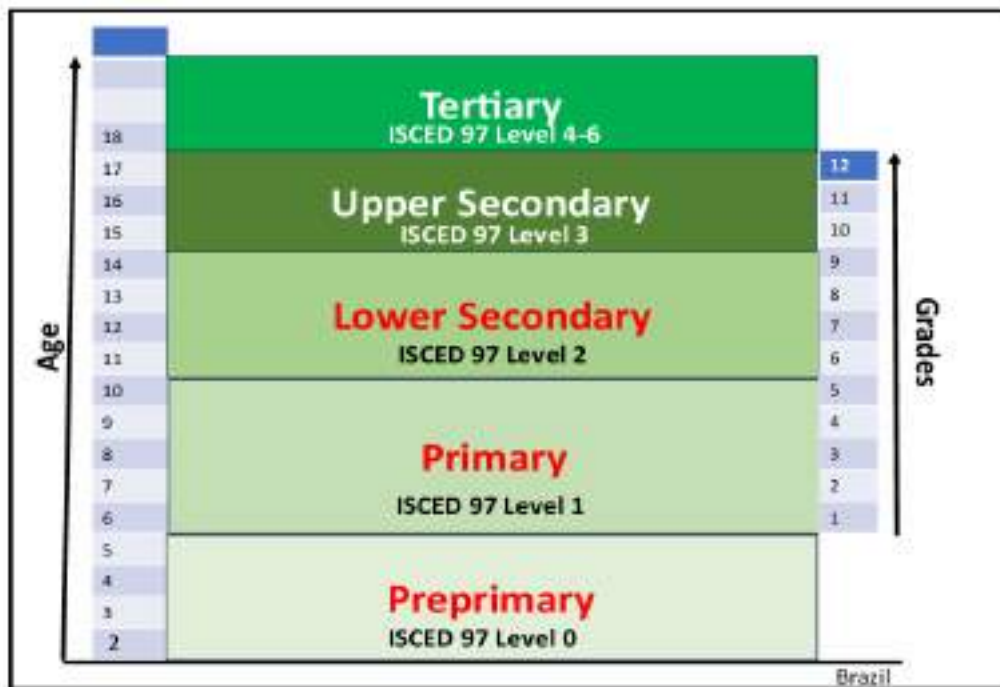 Tertiary
ISCED 97 Level 4-6
18
17
12
Upper Secondary
ISCED 97 Level 3
16
11
15
10
14
9
13
8
Lower Secondary
ISCED 97 Level 2
12
7
11
6
Age
Grades
10
5
9
4
Primary
8
3
7
2
ISCED 97 Level 1
6
1
5
4
Preprimary
3
ISCED 97 Level 0
2
Brazil